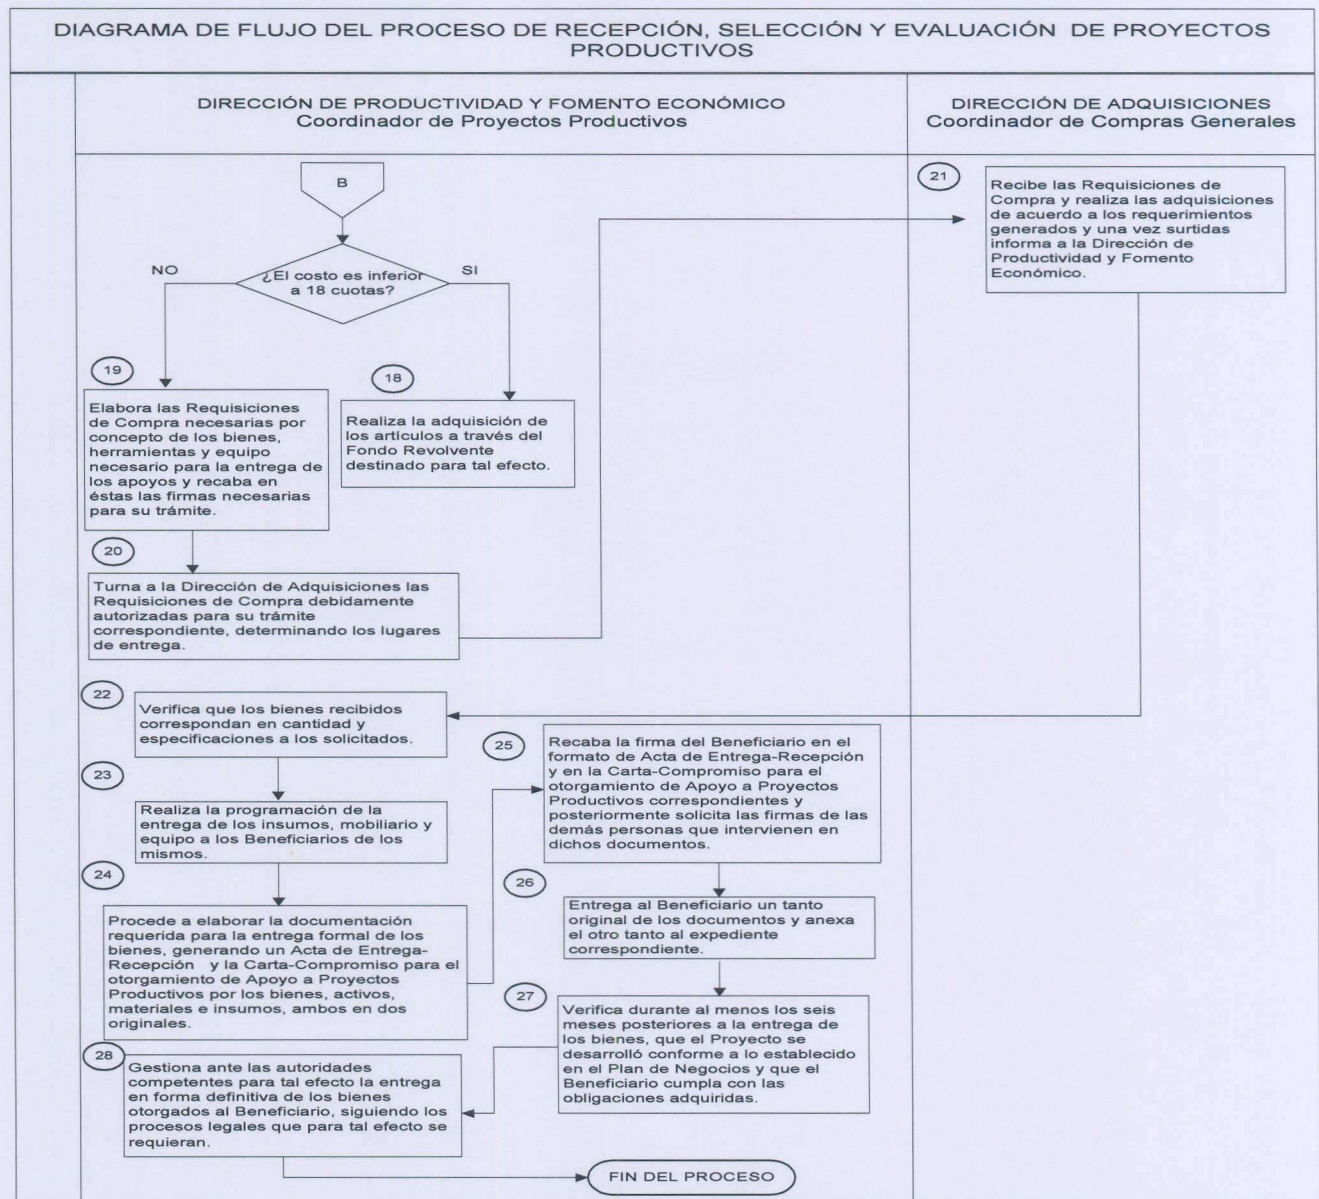 DIAGRAMA DE FLUJO DEL PROCESO DE RECEPCIÓN, SELECCIÓN Y EVALUACIÓN DE PROYECTOS
PRODUCTIVOS
DIRECCIÓN DE PRODUCTIVIDAD Y FOMENTO ECONÓMICO
Coordinador de Proyectos Productivos
DIRECCIÓN DE ADQUISICIONES
Coordinador de Compras Generales
B
¿El costo es inferior
a 18 cuotas?
NO
SI
19
Elabora las Requisiciones
de Compra necesarias por
concepto de los bienes,
herramientas y equipo
necesario para la entrega de
los apoyos y recaba en
éstas las firmas necesarias
para su trámite.
18
Realiza la adquisición de
los artículos a través del
Fondo Revolvente
destinado para tal efecto.
20
Turna a la Dirección de Adquisiciones las
Requisiciones de Compra debidamente
autorizadas para su trámite
correspondiente, determinando los lugares
de entrega.
21
Recibe las Requisiciones de
Compra y realiza las adquisiciones
de acuerdo a los requerimientos
generados y una vez surtidas
informa a la Dirección de
Productividad y Fomento
Económico.
22
Verifica que los bienes recibidos
correspondan en cantidad y
especificaciones a los solicitados.
23
Realiza la programación de la
entrega de los insumos, mobiliario y
equipo a los Beneficiarios de los
mismos.
24
Procede a elaborar la documentación
requerida para la entrega formal de los
bienes, generando un Acta de Entrega-
Recepción y la Carta-Compromiso para el
otorgamiento de Apoyo a Proyectos
Productivos por los bienes, activos,
materiales e insumos, ambos en dos
originales.
25
Recaba la firma del Beneficiario en el
formato de Acta de Entrega-Recepción
y en la Carta-Compromiso para el
otorgamiento de Apoyo a Proyectos
Productivos correspondientes y
posteriormente solicita las firmas de las
demás personas que intervienen en
dichos documentos.
26
Entrega al Beneficiario un tanto
original de los documentos y anexa
el otro tanto al expediente
correspondiente.
27
Verifica durante al menos los seis
meses posteriores a la entrega de
los bienes, que el Proyecto se
desarrolló conforme a lo establecido
en el Plan de Negocios y que el
Beneficiario cumpla con las
obligaciones adquiridas.
28
Gestiona ante las autoridades
competentes para tal efecto la entrega
en forma definitiva de los bienes
otorgados al Beneficiario, siguiendo los
procesos legales que para tal efecto se
requieran.
FIN DEL PROCESO